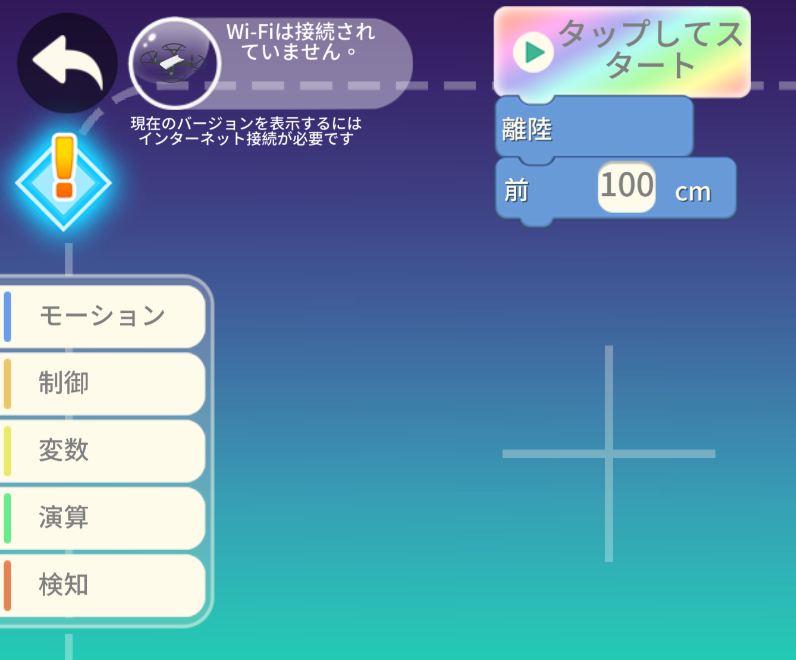 Wi-Fiは接続され
ていません。
現在のバージョンを表示するには
インターネット接続が必要です
タップしてス
タート
離陸
前 100 cm
モーション
制御
変数
演算
検知